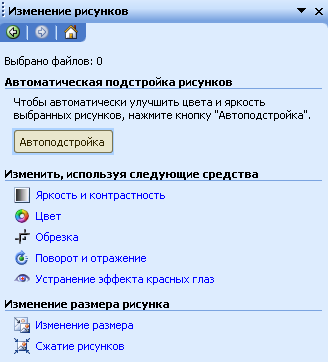 Изменение рисунков
Выбрано файлов: 0
Автоматическая подстройка рисунков
Чтобы автоматически улучшить цвета и яркость
выбранных рисунков, нажмите кнопку "Автоподстройка".
Автоподстройка
Изменить, используя следующие средства
Яркость и контрастность
Цвет
Обрезка
Поворот и отражение
Устранение эффекта красных глаз
Изменение размера рисунка
Изменение размера
Сжатие рисунков